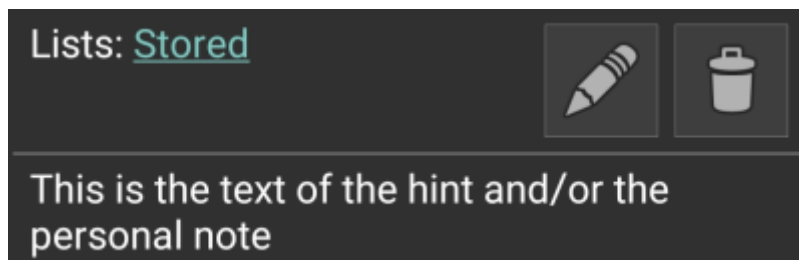 Lists: Stored
This is the text of the hint and/or the
personal note